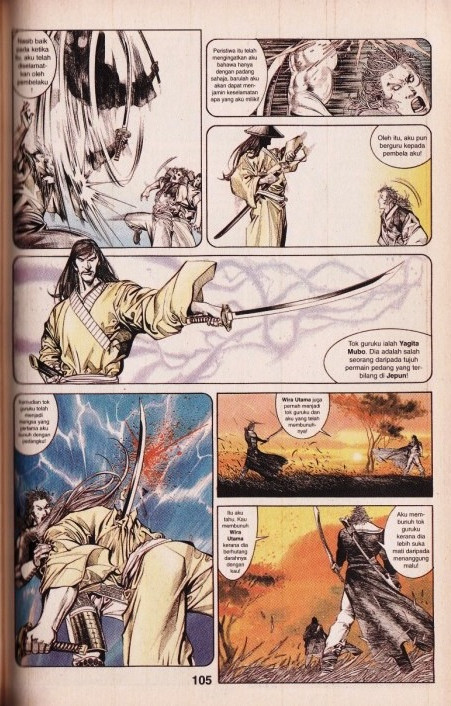 Nasib baik
pada ketika
itu, aku telah
diselamat-
kan oleh
pembelaku
!
Peristiwa itu telah
mengingatkan aku
bahawa hanya
dengan padang
sahaja, barulah aku
akan dapat men-
jamin keselamatan
apa yang aku miliki!
Oleh itu, aku pun
berguru kepada
pembela aku!
Tok guruku ialah Yagita
Mubo. Dia adalah salah
seorang daripada tujuh
permain pedang yang ter-
bilang di Jepun!
Kemudian tok
guruku telah
menjadi
mangsa yang
pertama aku
bunuh dengan
pedangku!
Wira Utama juga
pernah menjadi
tok guruku dan
aku yang telah
membunuh-
nya!
Itu aku
tahu. Kau
membunuh
Wira
Utama
kerana dia
berhutang
darahnya
dengan
kau!
Aku mem-
bunuh tok
guruku
kerana dia
lebih suka
mati daripada
menanggung
malu!
105